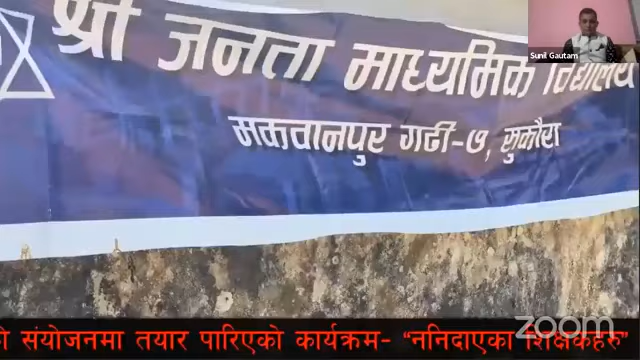 श्री जनता माध्यमिक विद्यालय
Sunil Gautam
मकवानपुर गढी-७, सुकौरा
zoom
संयोजनमा तयार पारिएको कार्यक्रम- “ननिदाएका शिक्षकहरु”